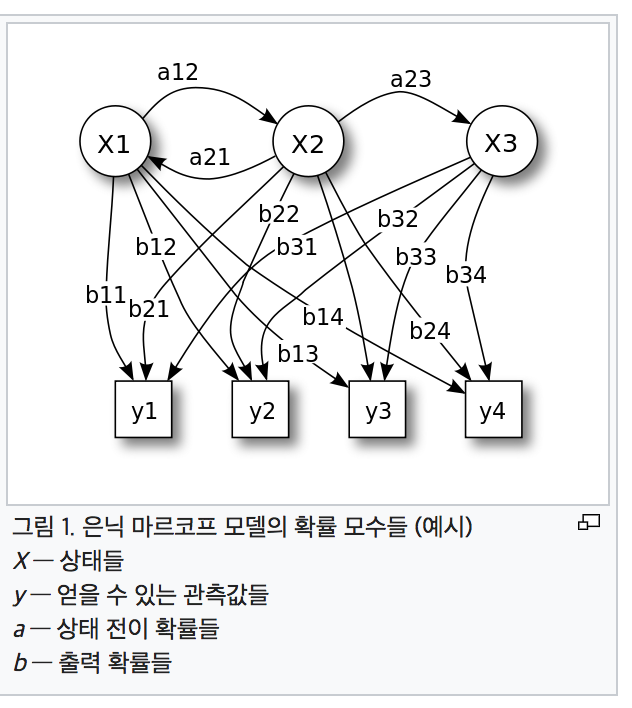 a12
a23
X1
X2
X3
a21
b22
b32
b12
b31
b33
b34
b11
b21
b14
b24
b13
y1
y2
y3
y4
그림 1. 은닉 마르코프 모델의 확률 모수들 (예시)
X — 상태들
y — 얻을 수 있는 관측값들
a — 상태 전이 확률들
b — 출력 확률들